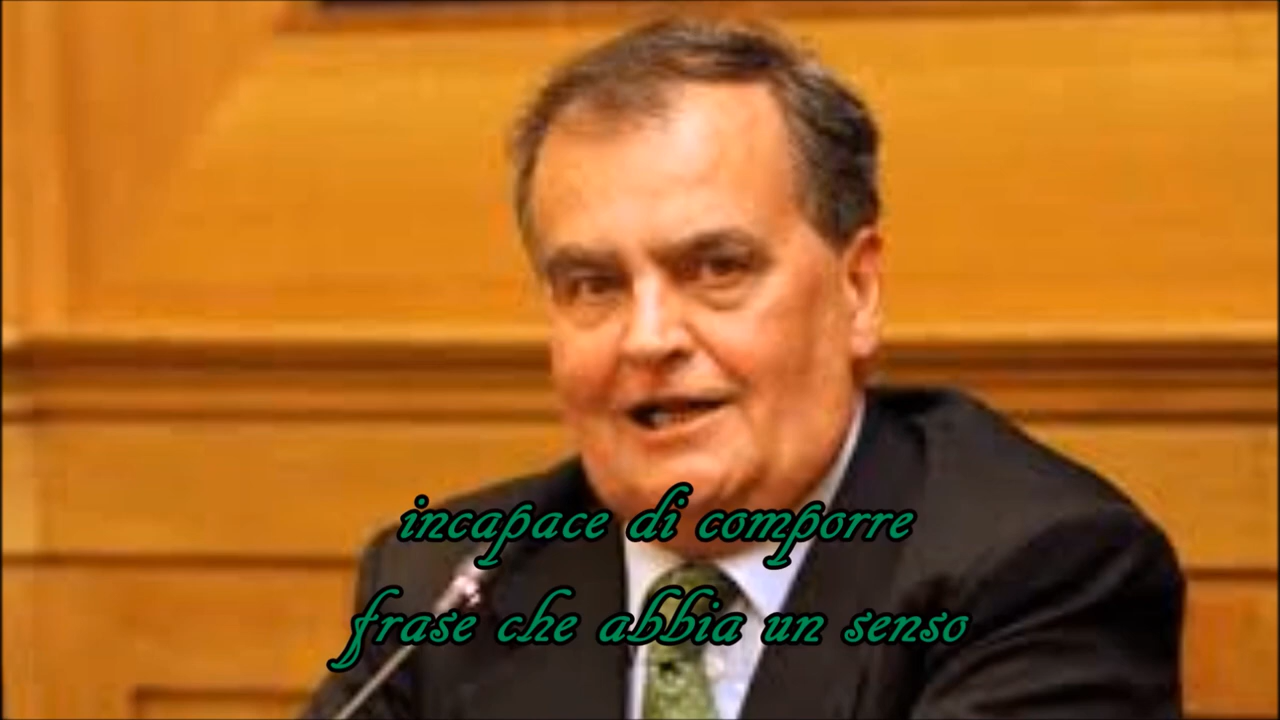 incapace di comporre
frase che abbia un senso